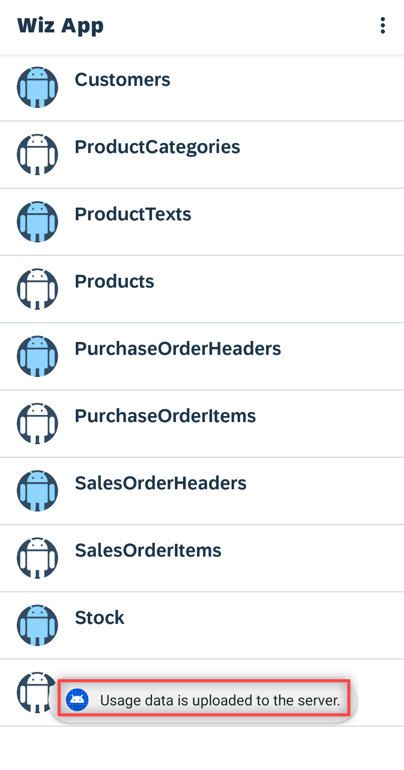 Wiz App
Customers
ProductCategories
ProductTexts
Products
PurchaseOrderHeaders
PurchaseOrderItems
SalesOrderHeaders
SalesOrderItems
Stock
Usage data is uploaded to the server.